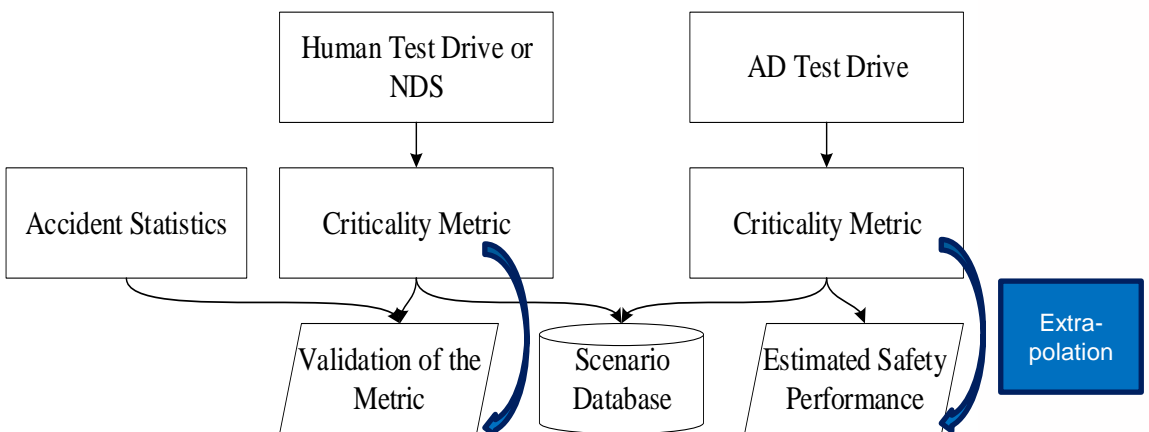 Human Test Drive or
NDS
AD Test Drive
Accident Statistics
Criticality Metric
Criticality Metric
Validation of the
Metric
Scenario
Database
Estimated Safety
Performance
Extra-
polation